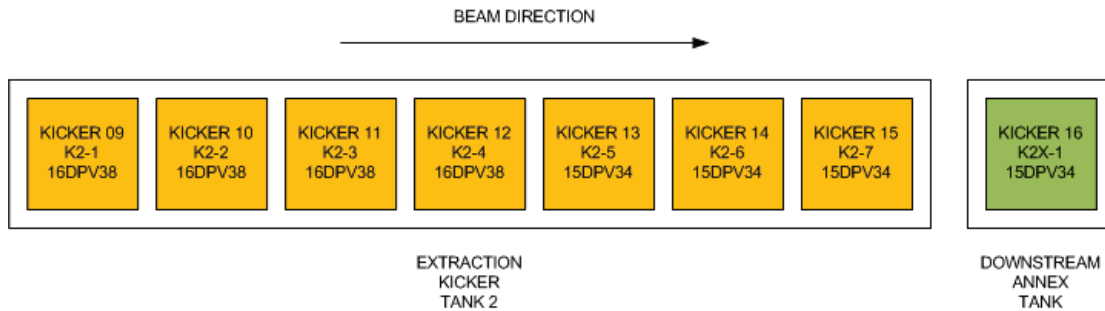 BEAM DIRECTION
KICKER 09
K2-1
16DPV38
KICKER 10
K2-2
16DPV38
KICKER 11
K2-3
16DPV38
KICKER 12
K2-4
16DPV38
KICKER 13
K2-5
15DPV34
KICKER 14
K2-6
15DPV34
KICKER 15
K2-7
15DPV34
KICKER 16
K2X-1
15DPV34
EXTRACTION
KICKER
TANK 2
DOWNSTREAM
ANNEX
TANK